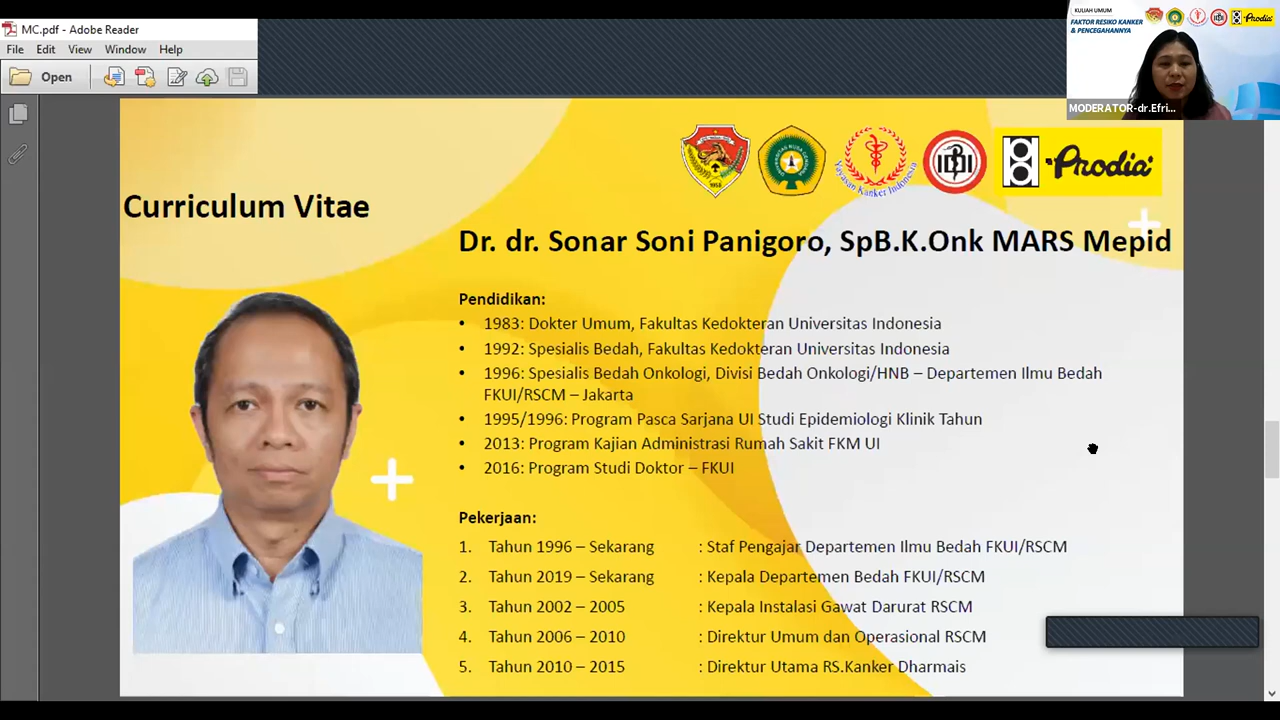 MC.pdf - Adobe Reader
File Edit View Window Help
Open
KULIAH UMUM
FAKTOR RESIKO KANKER
& PENCEGAHANNYA
Prodia
MODERATOR-dr.Efri...
Yayasan Kanker Indonesia
IDI
Prodia
Curriculum Vitae
Dr. dr. Sonar Soni Panigoro, SpB.K.Onk MARS Mepid
Pendidikan:
• 1983: Dokter Umum, Fakultas Kedokteran Universitas Indonesia
• 1992: Spesialis Bedah, Fakultas Kedokteran Universitas Indonesia
• 1996: Spesialis Bedah Onkologi, Divisi Bedah Onkologi/HNB – Departemen Ilmu Bedah
FKUI/RSCM – Jakarta
• 1995/1996: Program Pasca Sarjana UI Studi Epidemiologi Klinik Tahun
• 2013: Program Kajian Administrasi Rumah Sakit FKM UI
• 2016: Program Studi Doktor – FKUI
Pekerjaan:
1. Tahun 1996 – Sekarang : Staf Pengajar Departemen Ilmu Bedah FKUI/RSCM
2. Tahun 2019 – Sekarang : Kepala Departemen Bedah FKUI/RSCM
3. Tahun 2002 – 2005 : Kepala Instalasi Gawat Darurat RSCM
4. Tahun 2006 – 2010 : Direktur Umum dan Operasional RSCM
5. Tahun 2010 – 2015 : Direktur Utama RS.Kanker Dharmais